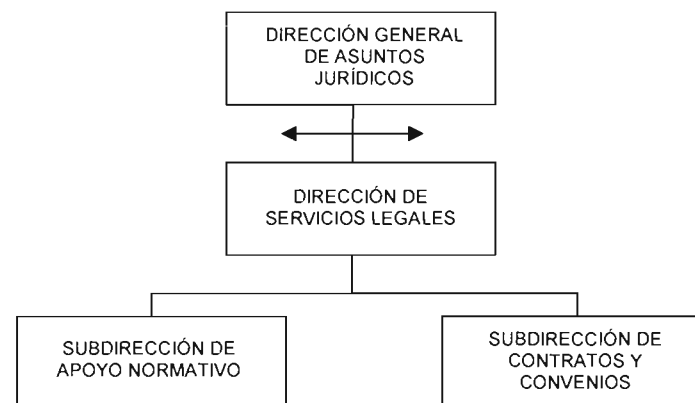 DIRECCIÓN GENERAL
DE ASUNTOS
JURÍDICOS
DIRECCIÓN DE
SERVICIOS LEGALES
SUBDIRECCIÓN DE
APOYO NORMATIVO
SUBDIRECCIÓN DE
CONTRATOS Y
CONVENIOS